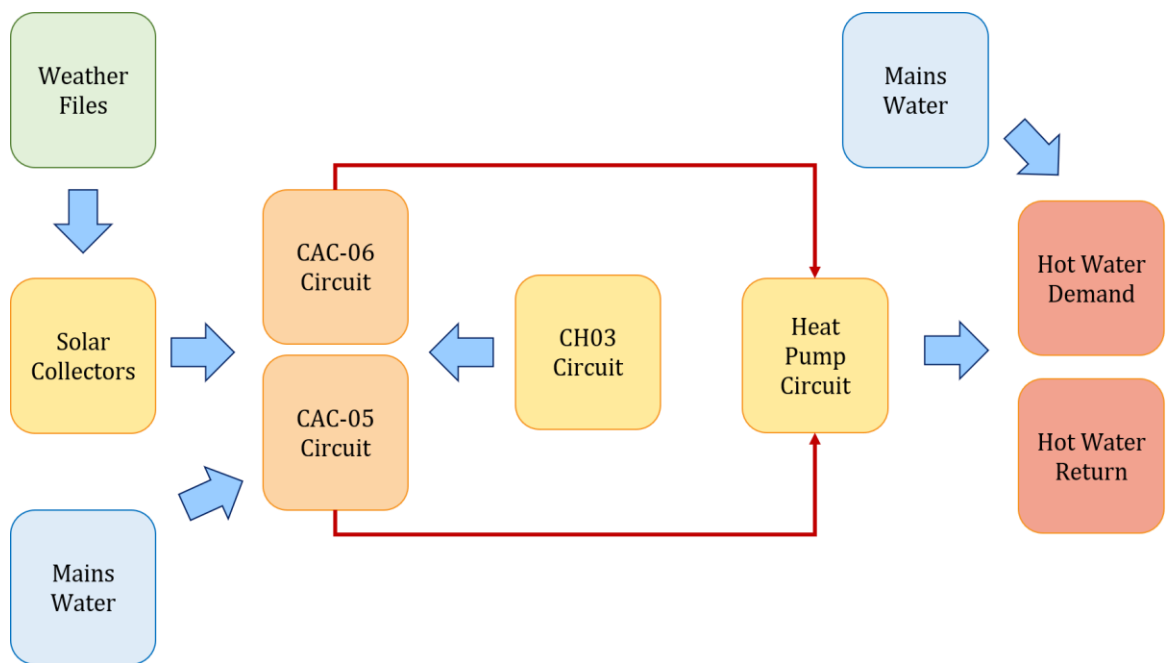 Weather
Files
Mains
Water
CAC-06
Circuit
Hot Water
Demand
Solar
Collectors
CH03
Circuit
Heat
Pump
Circuit
CAC-05
Circuit
Hot Water
Return
Mains
Water